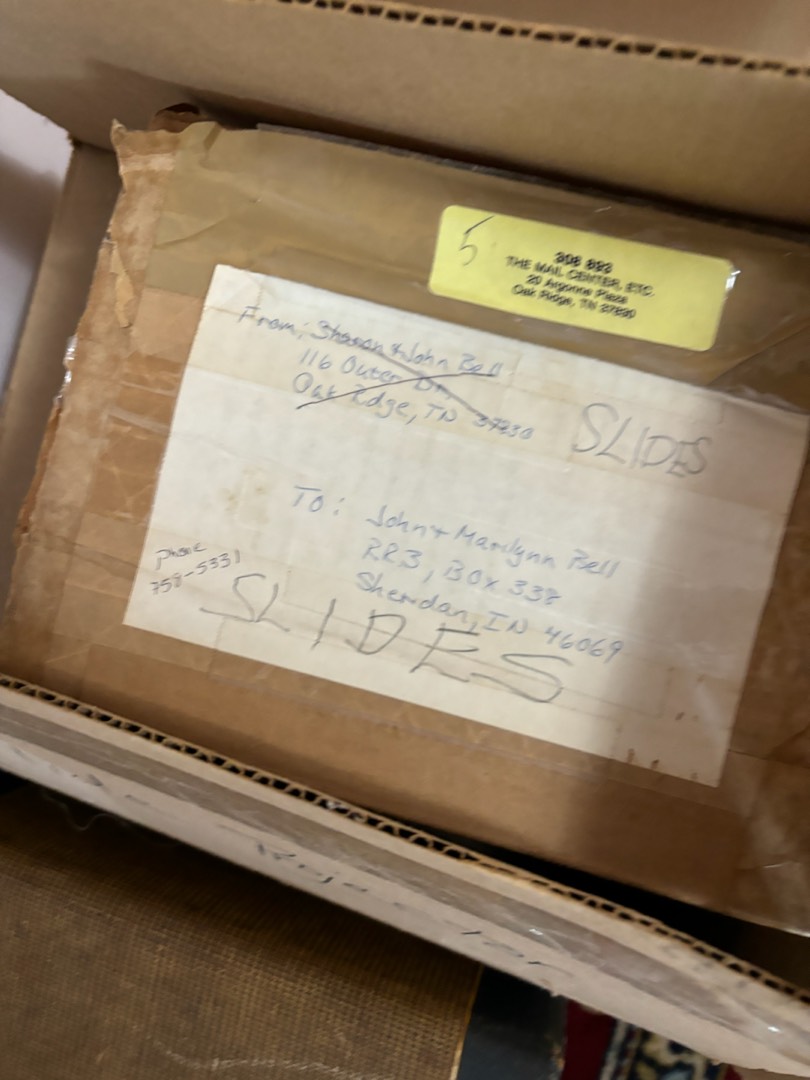 5
308 893
THE MAIL CENTER, ETC.
20 Argonne Plaza
Oak Ridge, TN 37830
From; Sharon & John Bell
116 Outer Dr,
Oak Ridge, TN 37830
SLIDES
To: John + Marilynn Bell
RR3, BOX 338
Sheridan, IN 46069
phone
758-5331
SLIDES